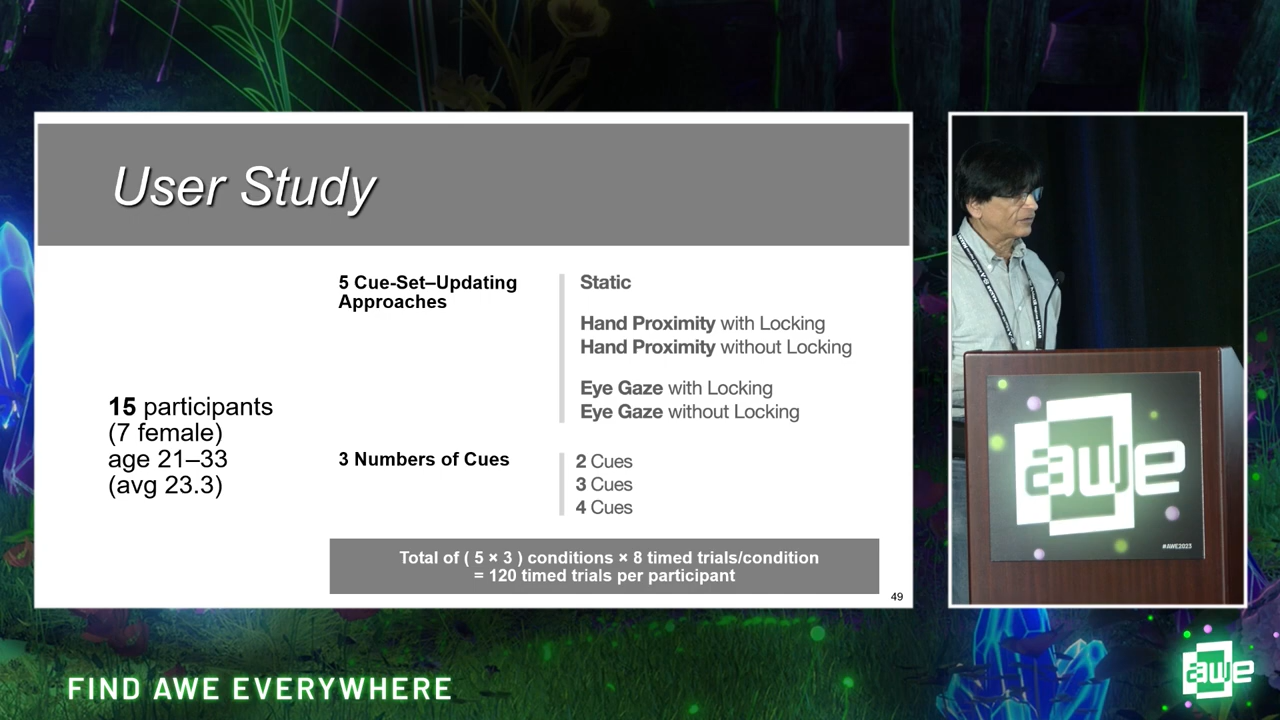 User Study
5 Cue-Set–Updating
Approaches
Static
Hand Proximity with Locking
Hand Proximity without Locking
Eye Gaze with Locking
Eye Gaze without Locking
15 participants
(7 female)
age 21–33
(avg 23.3)
3 Numbers of Cues
2 Cues
3 Cues
4 Cues
Total of ( 5 × 3 ) conditions × 8 timed trials/condition
= 120 timed trials per participant
49
awe
#AWE2023
FIND AWE EVERYWHERE
awe